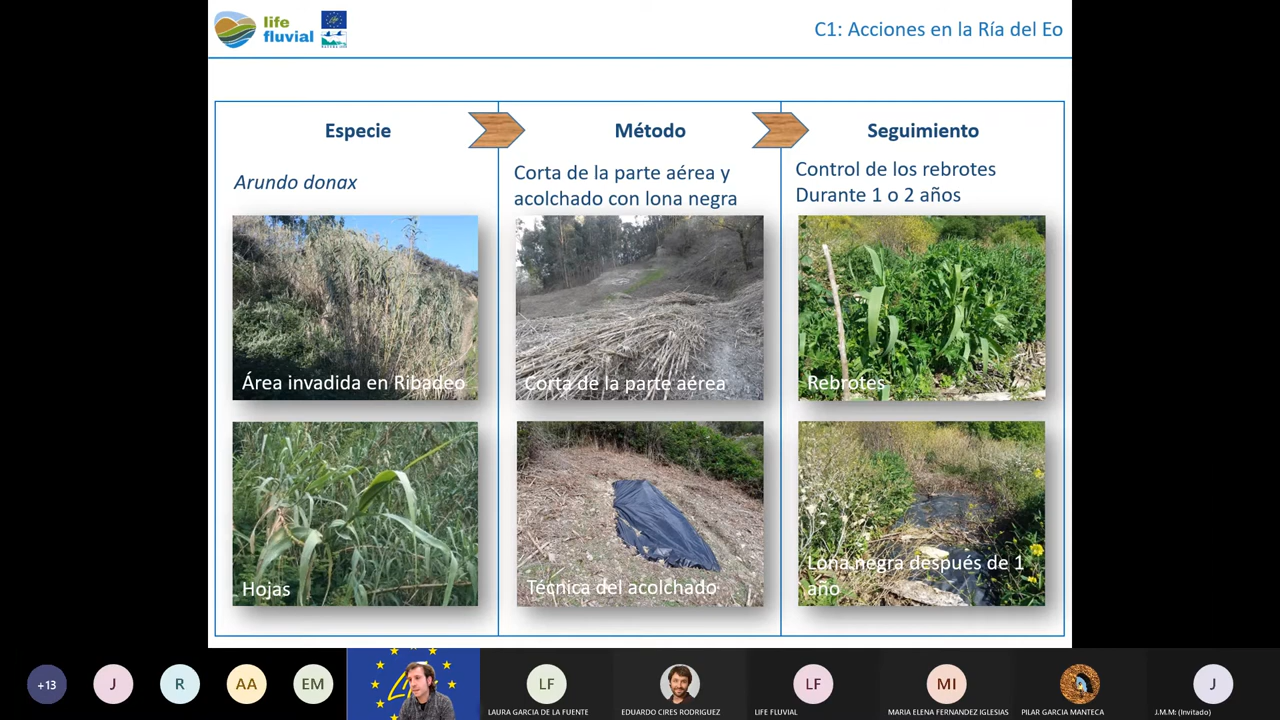 life
fluvial
C1: Acciones en la Ría del Eo
Especie
Método
Seguimiento
Arundo donax
Corta de la parte aérea y
acolchado con lona negra
Control de los rebrotes
Durante 1 o 2 años
Área invadida en Ribadeo
Corta de la parte aérea
Rebrotes
Hojas
Técnica del acolchado
Lona negra después de 1
año
+13
J
R
AA
EM
Life
LF
LAURA GARCIA DE LA FUENTE
EDUARDO CIRES RODRIGUEZ
LF
LIFE FLUVIAL
MI
MARIA ELENA FERNANDEZ IGLESIAS
PILAR GARCIA MANTECA
J
J.M.M: (Invitado)